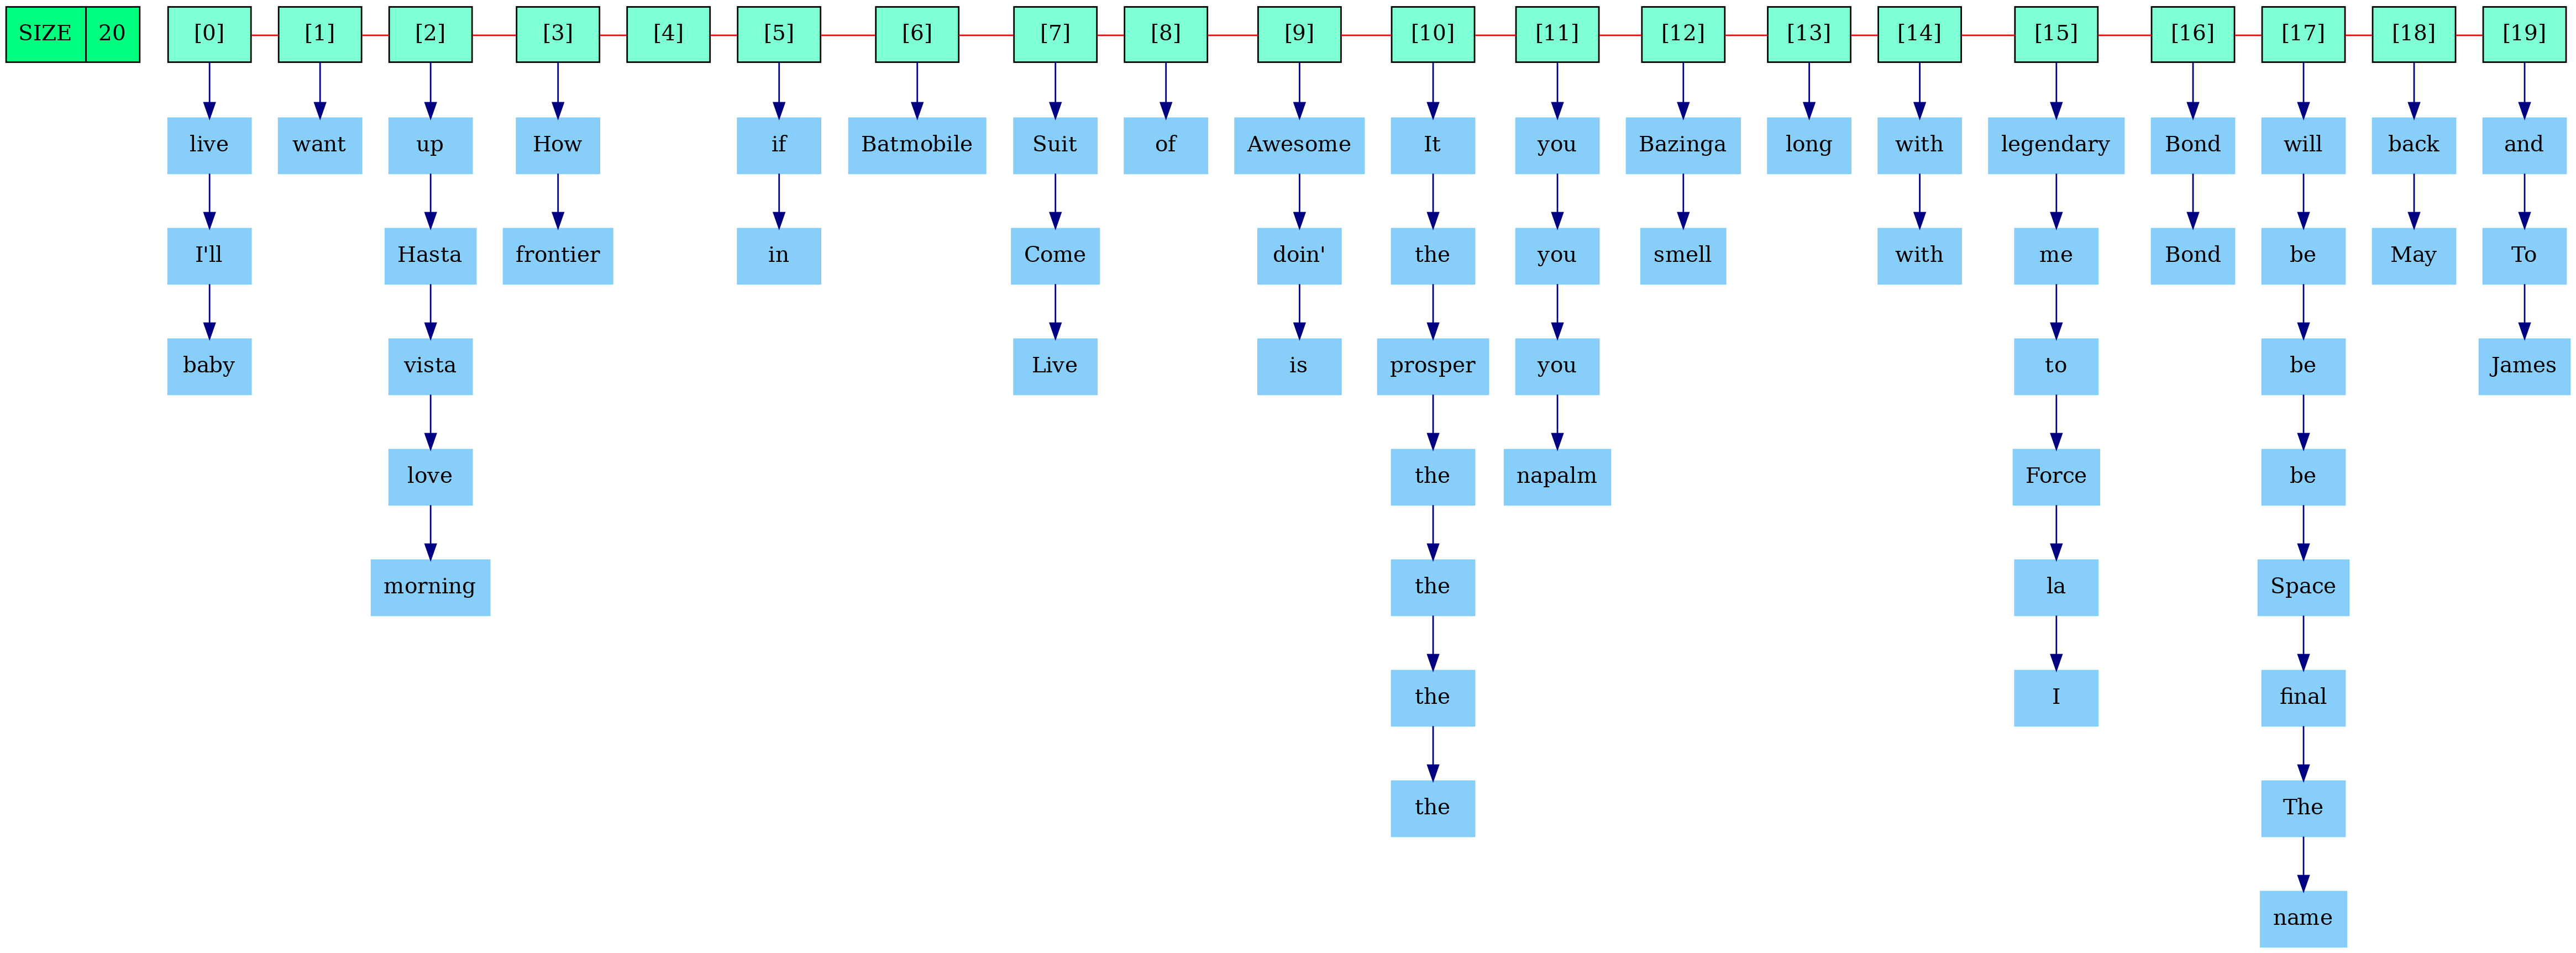 SIZE 20 [0] [1] [2] [3] [4] [5] [6] [7] [8] [9] [10] [11] [12] [13] [14] [15] [16] [17] [18] [19]
live want up How if Batmobile Suit of Awesome It you Bazinga long with legendary Bond will back and
I'll Hasta frontier in Come doin' the you smell with me Bond be May To
baby vista Live is prosper you to be James
love the napalm Force be
morning the la Space
the I final
the The
name